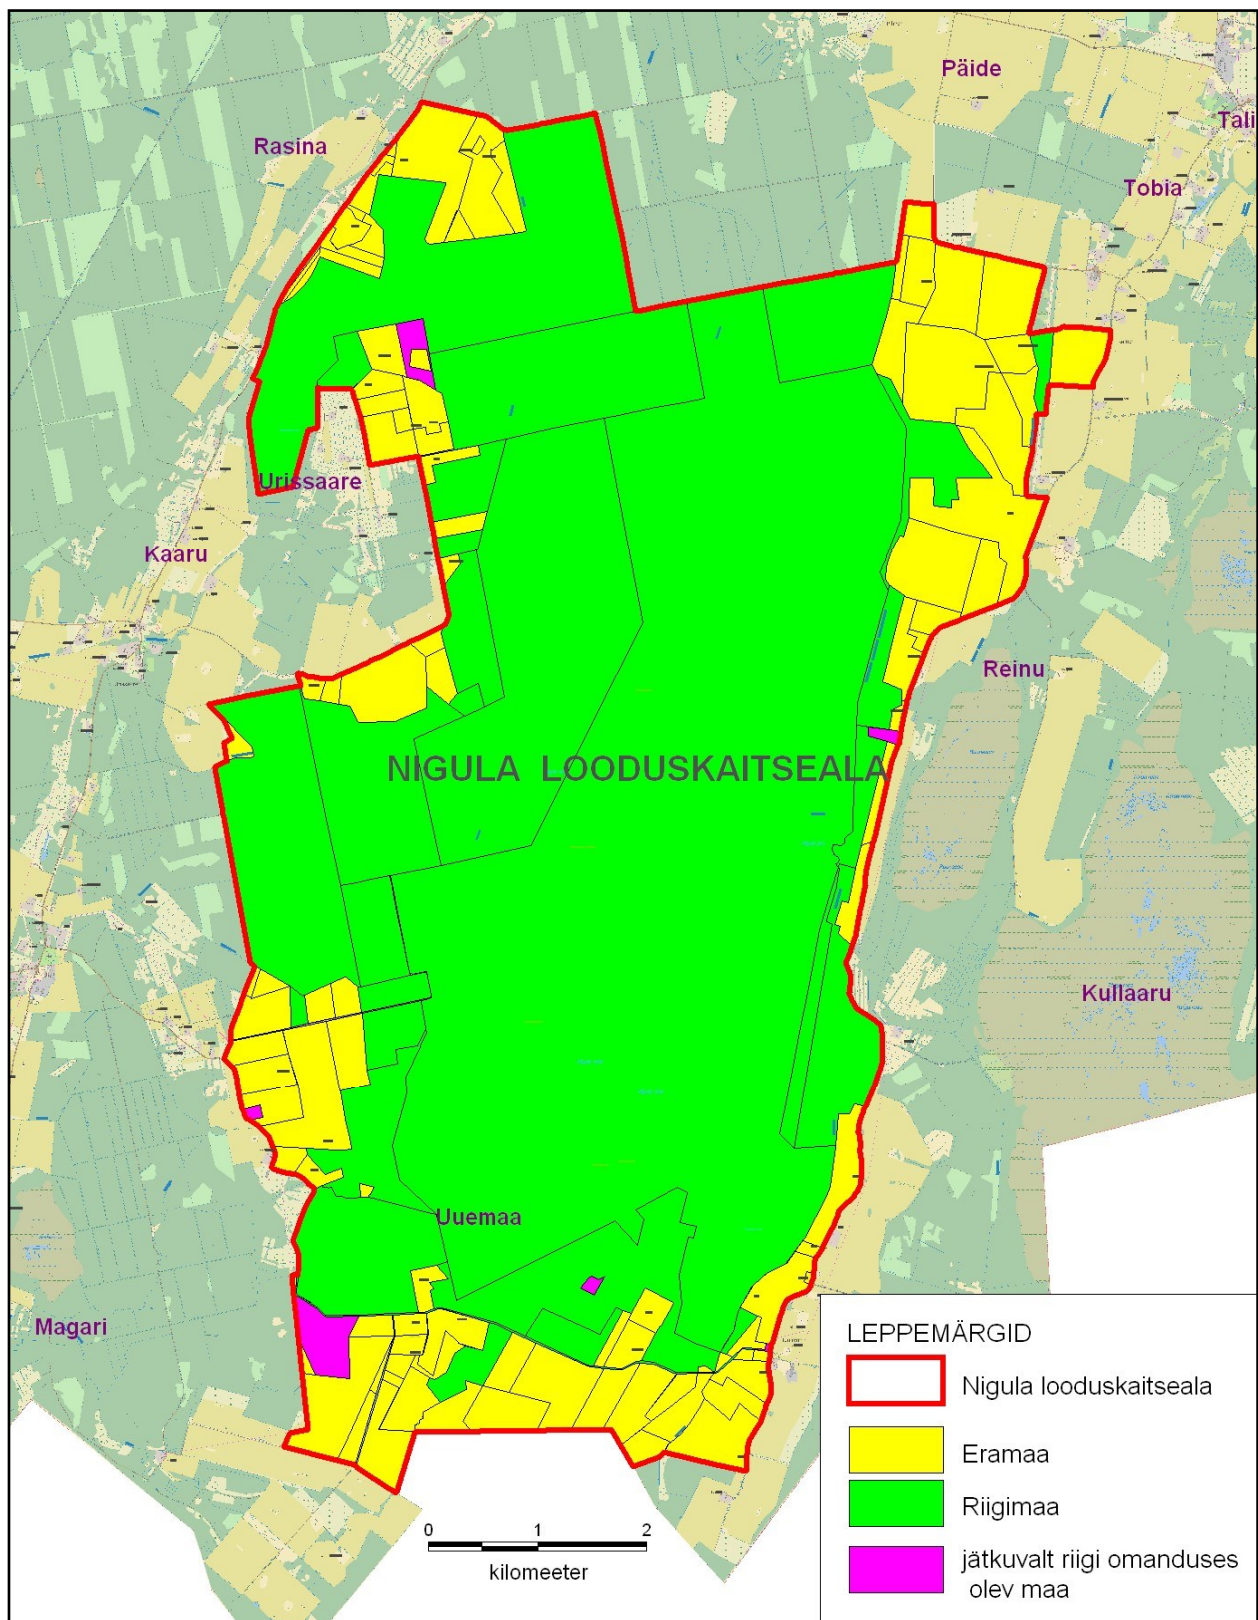 Päide
Tali
Rasina
Tobia
Urissaare
Kaaru
Reinu
NIGULA LOODUSKAITSEALA
Kullaaru
Uuemaa
Magari
LEPPEMÄRGID
Nigula looduskaitseala
Eramaa
Riigimaa
jätkuvalt riigi omanduses
olev maa
0 1 2
kilomeeter